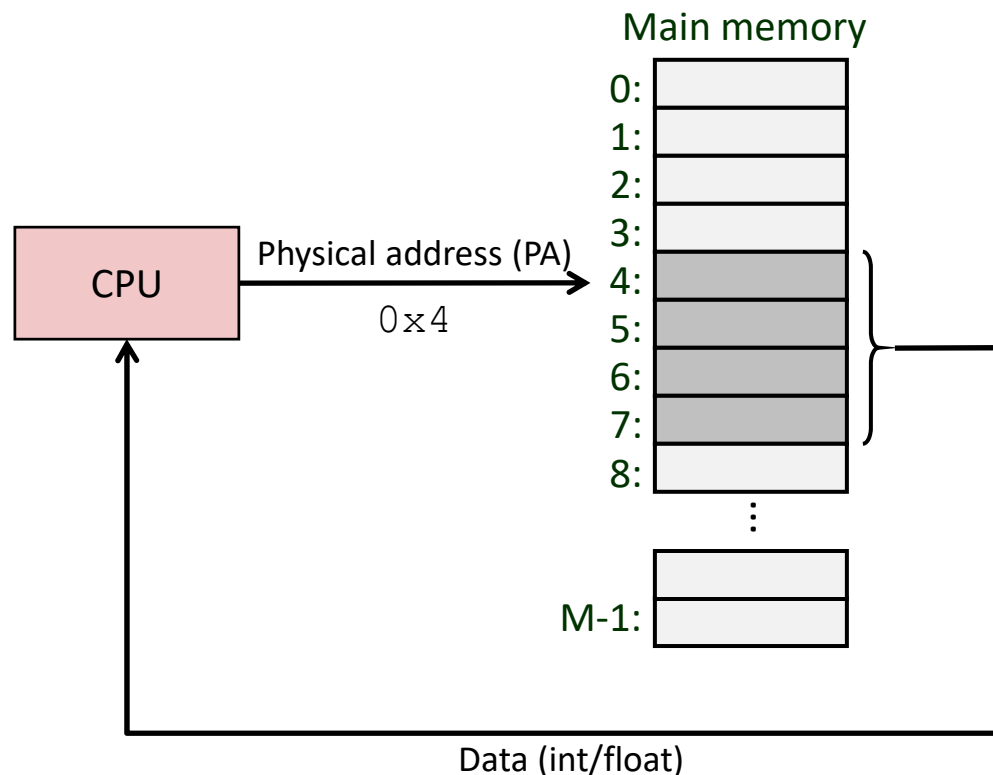 Main memory
0:
1:
2:
3:
CPU
Physical address (PA)
0x4
4:
5:
6:
7:
8:
...
M-1:
Data (int/float)